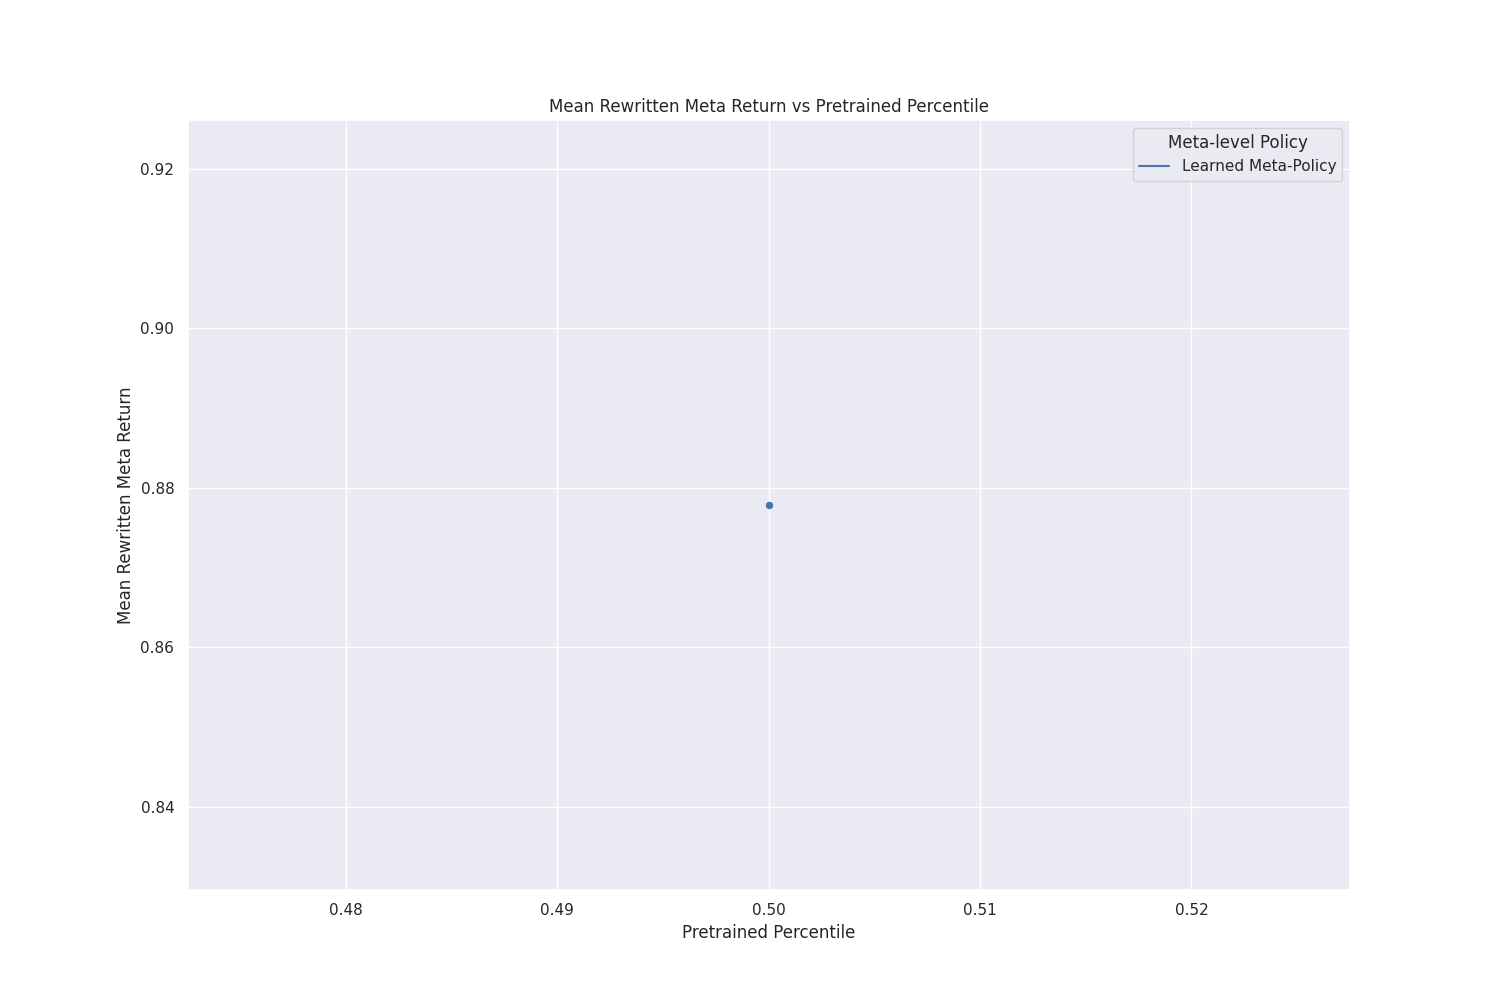 Mean Rewritten Meta Return vs Pretrained Percentile
Meta-level Policy
Learned Meta-Policy
0.92
0.90
0.88
0.86
0.84
Mean Rewritten Meta Return
0.48 0.49 0.50 0.51 0.52
Pretrained Percentile